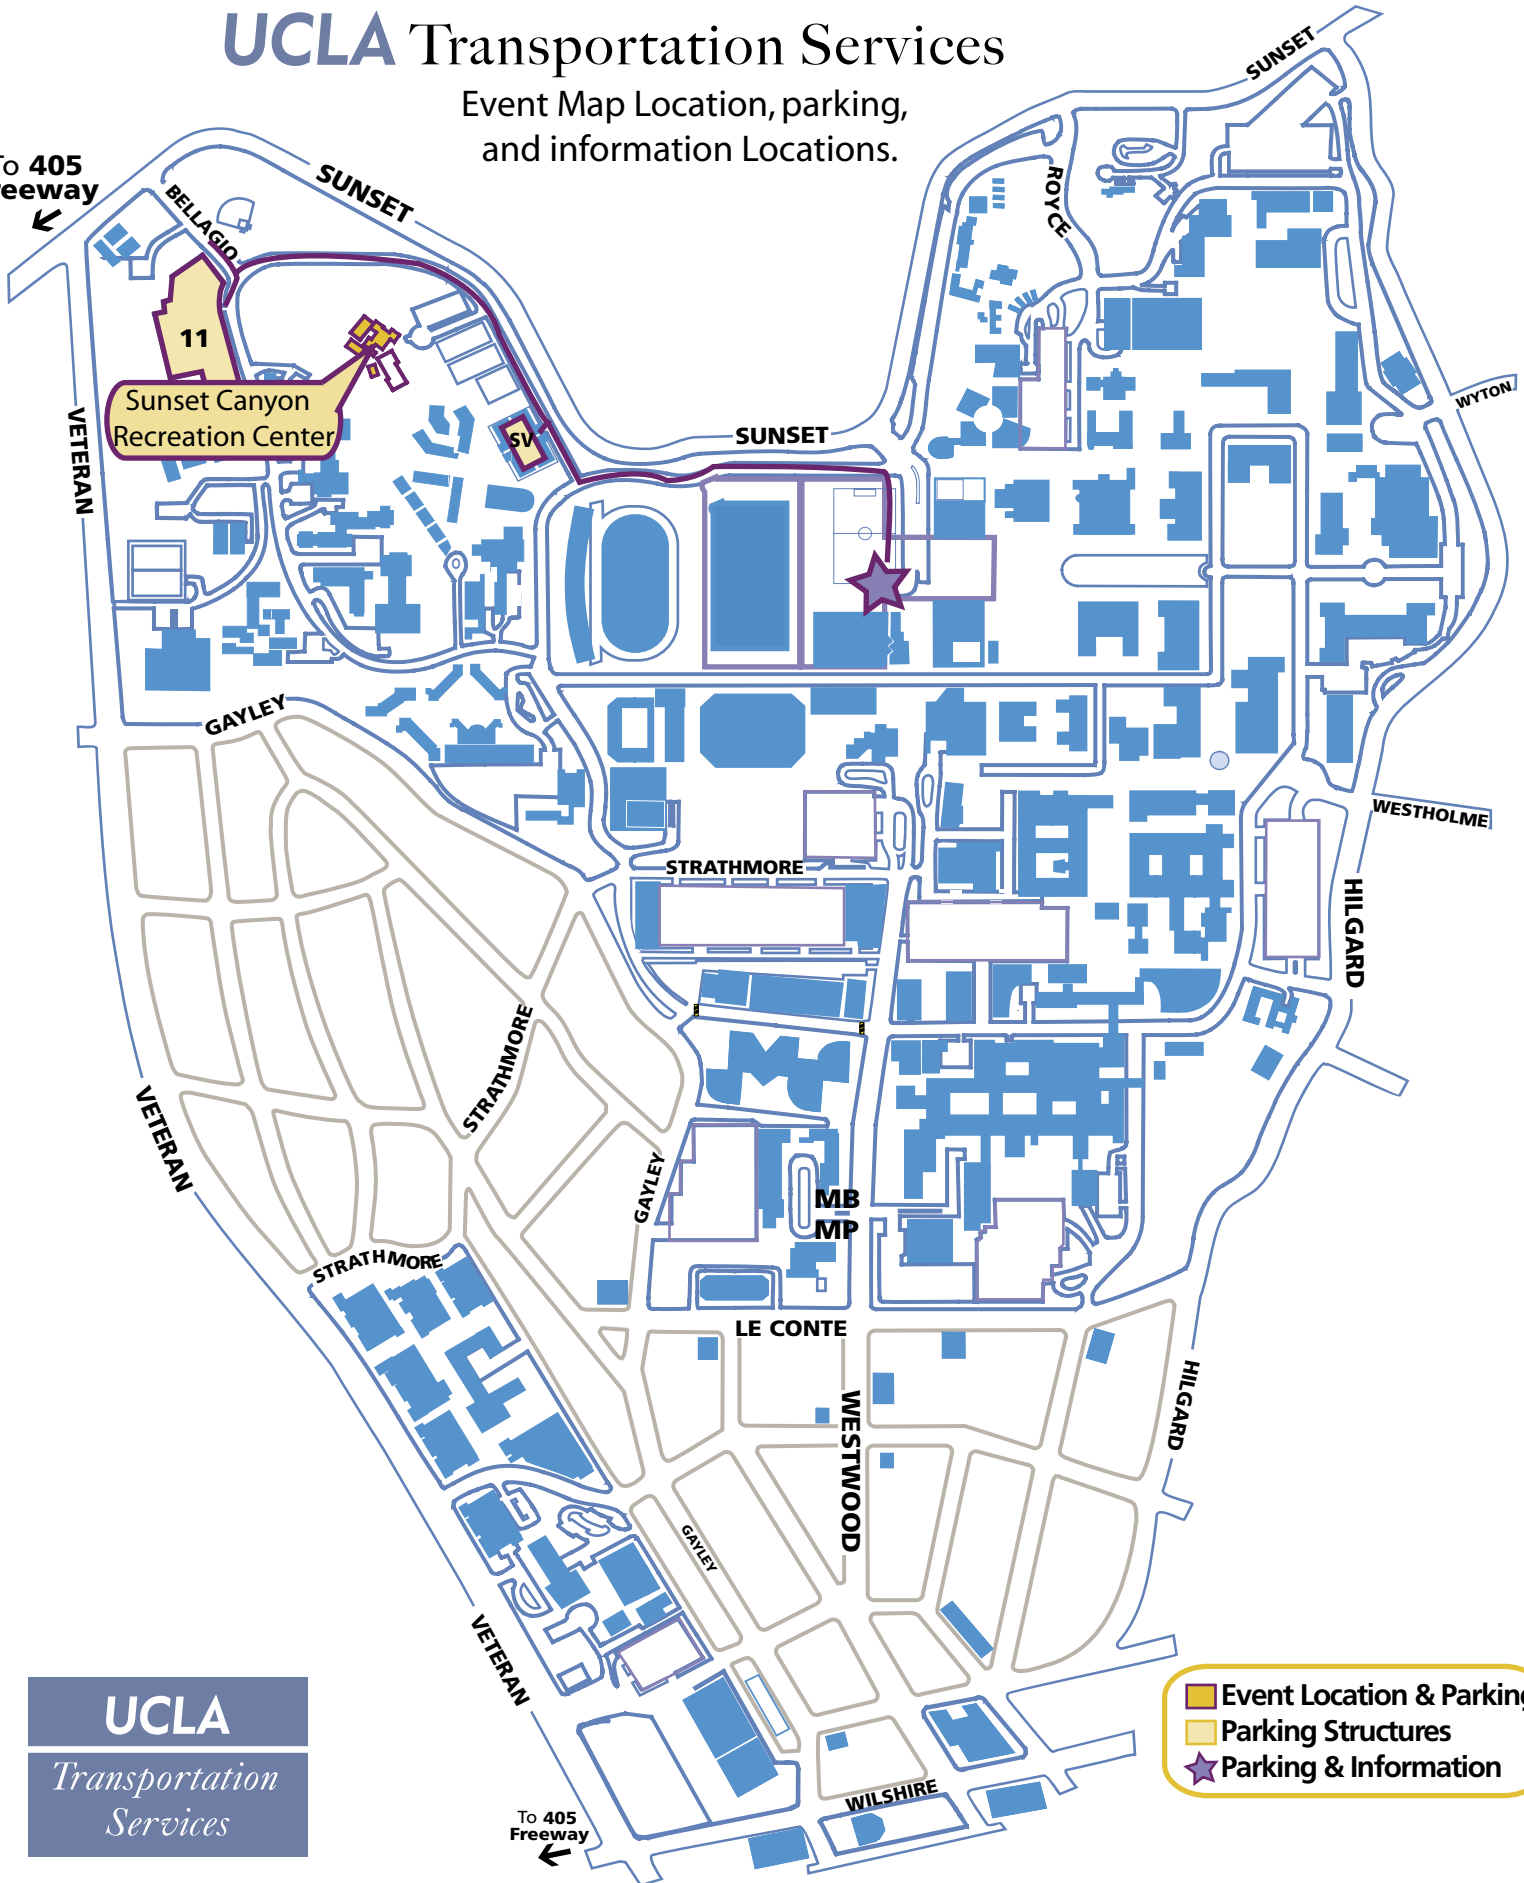 UCLA Transportation Services
Event Map Location, parking,
and information Locations.
To 405
Freeway
SUNSET
SUNSET
BELLAGIO
ROYCE
11
Sunset Canyon
Recreation Center
SV
SUNSET
WYTON
VETERAN
GAYLEY
WESTHOLME
STRATHMORE
HILGARD
STRATHMORE
VETERAN
GAYLEY
MB
MP
STRATHMORE
LE CONTE
HILGARD
WESTWOOD
GAYLEY
VETERAN
UCLA
Transportation
Services
Event Location & Parking
Parking Structures
Parking & Information
WILSHIRE
To 405
Freeway